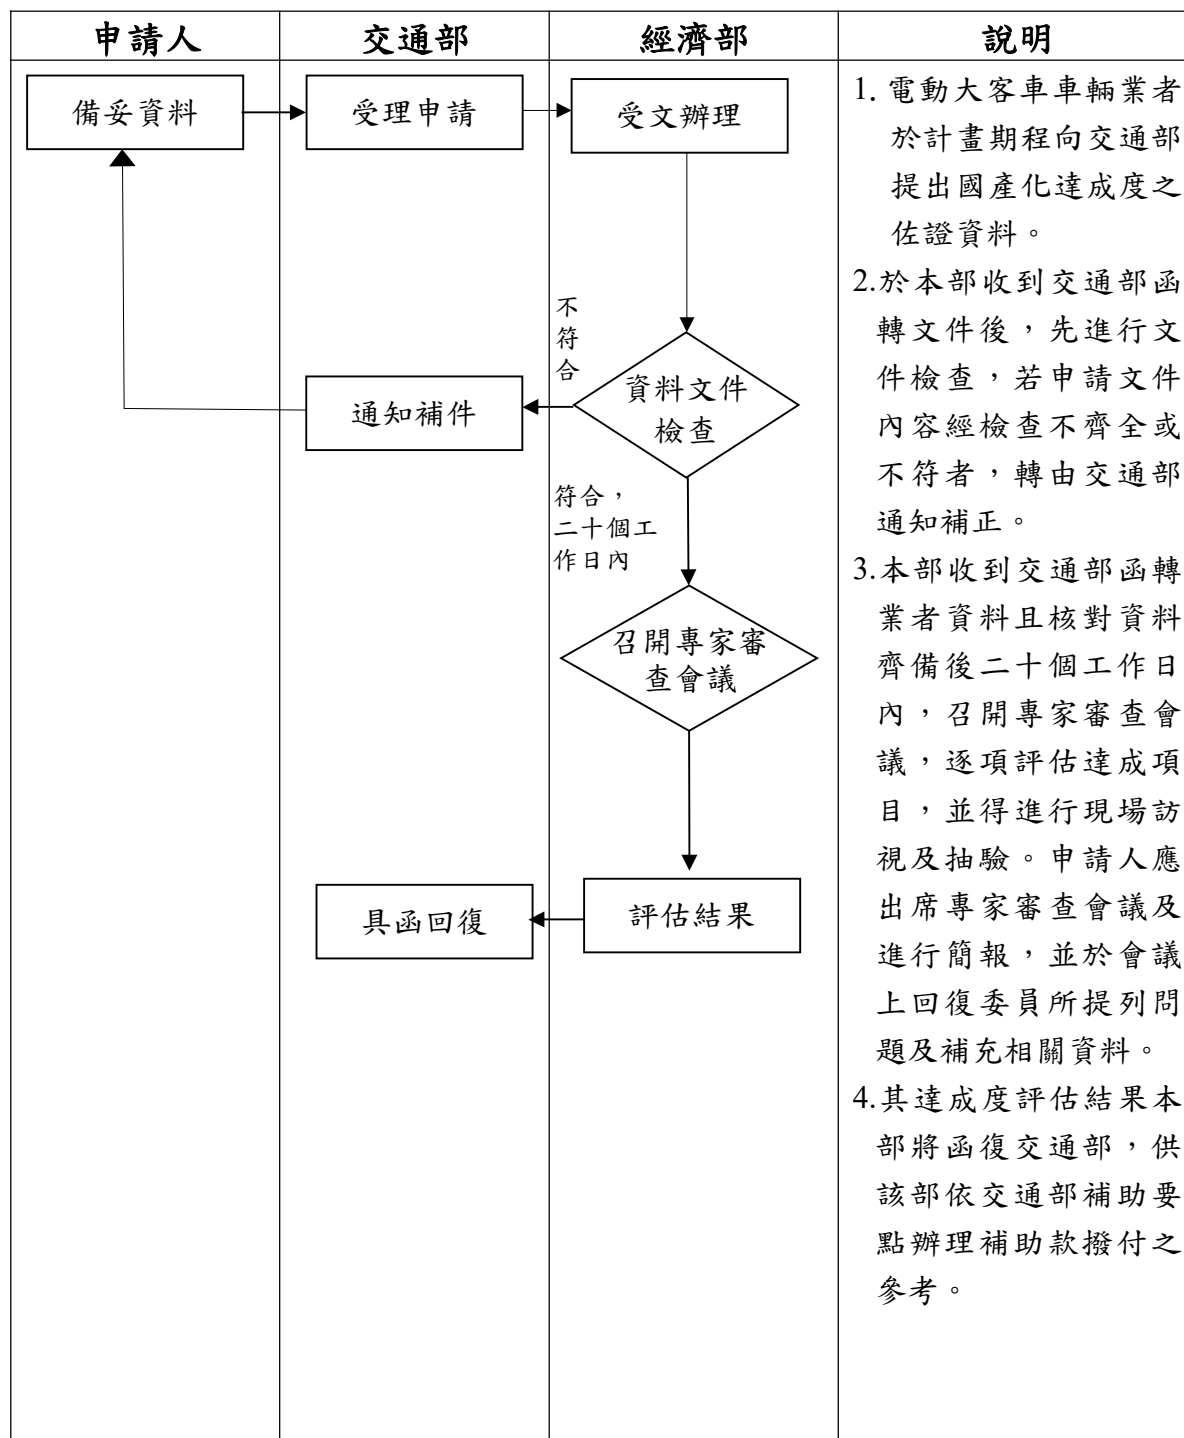 申請人
交通部
經濟部
說明
備妥資料
受理申請
受文辦理
不
符
合
資料文件
檢查
通知補件
符合，
二十個工
作日內
召開專家審
查會議
評估結果
具函回復
1. 電動大客車車輛業者
於計畫期程向交通部
提出國產化達成度之
佐證資料。
2.於本部收到交通部函
轉文件後，先進行文
件檢查，若申請文件
內容經檢查不齊全或
不符者，轉由交通部
通知補正。
3.本部收到交通部函轉
業者資料且核對資料
齊備後二十個工作日
內，召開專家審查會
議，逐項評估達成項
目，並得進行現場訪
視及抽驗。申請人應
出席專家審查會議及
進行簡報，並於會議
上回復委員所提列問
題及補充相關資料。
4.其達成度評估結果本
部將函復交通部，供
該部依交通部補助要
點辦理補助款撥付之
參考。